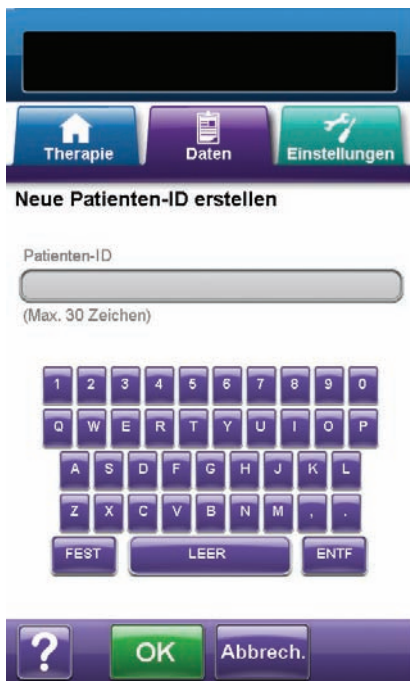 Therapie Daten Einstellungen
Neue Patienten-ID erstellen
Patienten-ID
(Max. 30 Zeichen)
1 2 3 4 5 6 7 8 9 0
Q W E R T Y U I O P
A S D F G H J K L
Z X C V B N M , .
FEST LEER ENTF
? OK Abbrech.